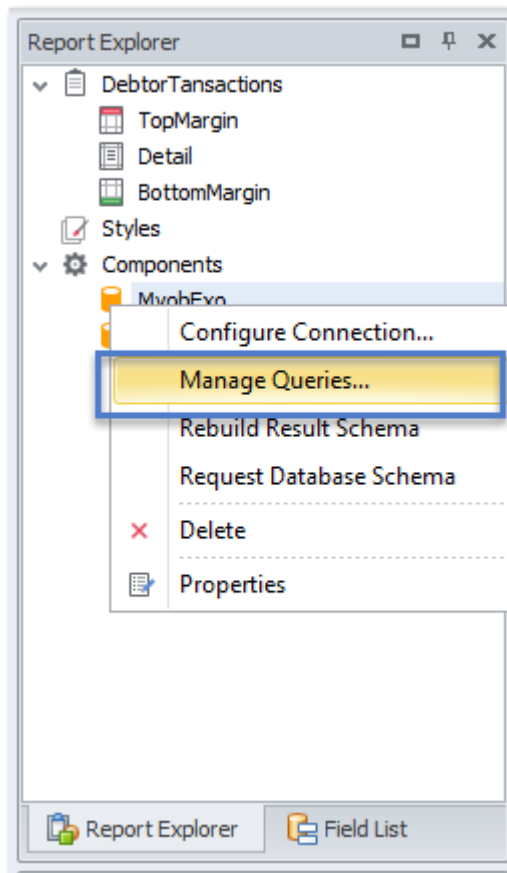 Report Explorer
DebtorTansactions
TopMargin
Detail
BottomMargin
Styles
Components
MyobExo
Configure Connection...
Manage Queries...
Rebuild Result Schema
Request Database Schema
Delete
Properties
Report Explorer
Field List